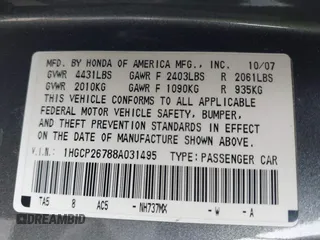 MFD. BY HONDA OF AMERICA MFG., INC. 10/07
GVWR 4431LBS GAWR F 2403LBS R 2061LBS
GVWR 2010KG GAWR F 1090KG R 935KG
THIS VEHICLE CONFORMS TO ALL APPLICABLE
FEDERAL MOTOR VEHICLE SAFETY, BUMPER,
AND THEFT PREVENTION STANDARDS IN
EFFECT ON THE DATE OF MANUFACTURE
SHOWN ABOVE.
V.I.N: 1HGCP26788A031495 TYPE: PASSENGER CAR
TA5 8 AC5 - NH737MX - W - A
DREAMBID